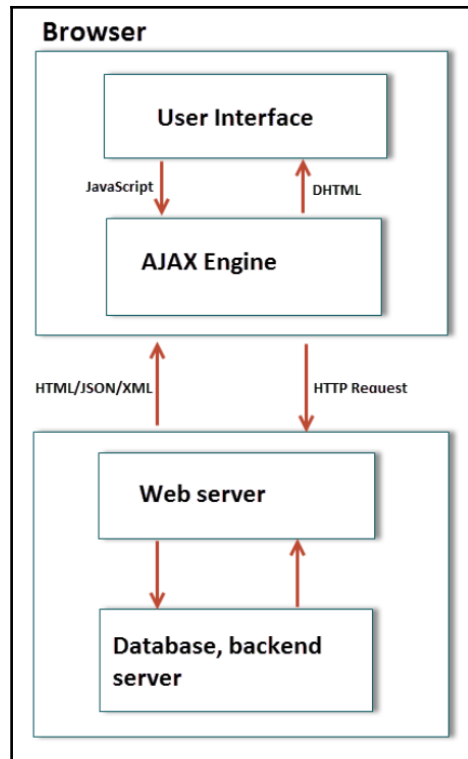 Browser
User Interface
JavaScript
DHTML
AJAX Engine
HTML/JSON/XML
HTTP Request
Web server
Database, backend
server